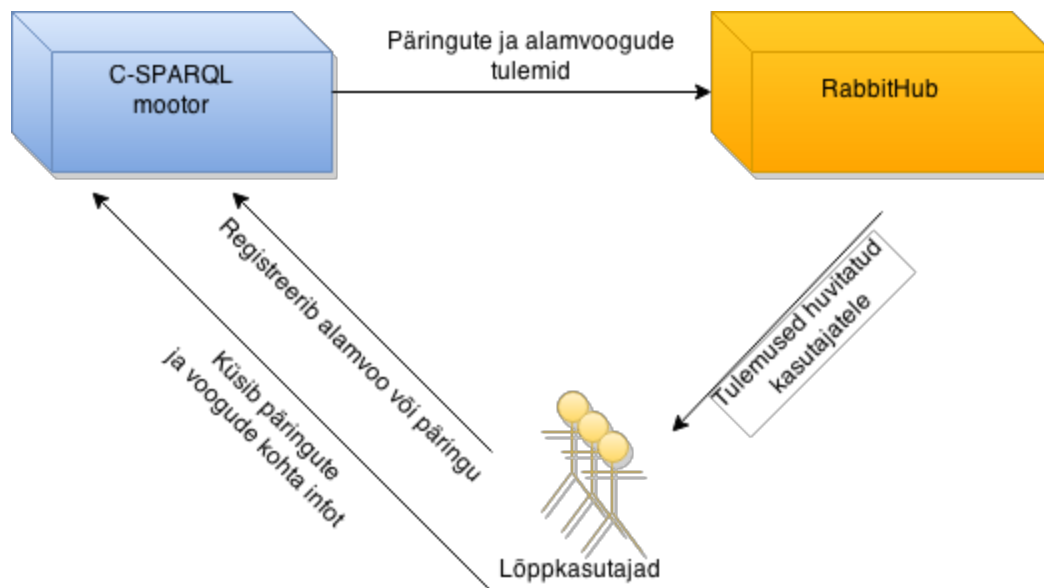 C-SPARQL
mootor
Päringute ja alamvoogude
tulemid
RabbitHub
Registreerib alamvoo või päringu
Küsib päringute
ja voogude kohta infot
Tulemused huvitatud
kasutajatele
Lõppkasutajad